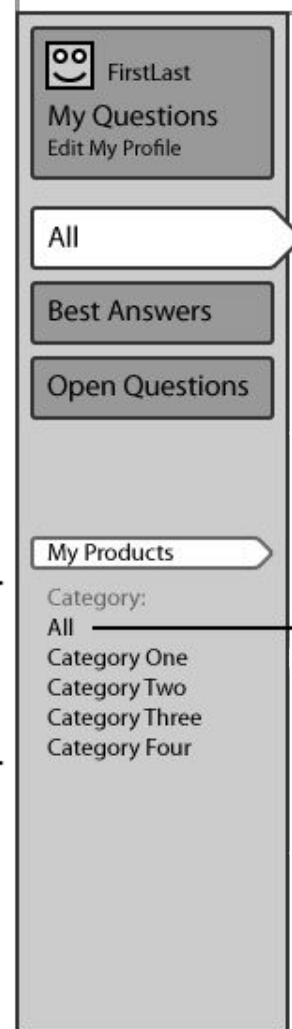 FirstLast
My Questions
Edit My Profile
All
Best Answers
Open Questions
My Products
Category:
All
Category One
Category Two
Category Three
Category Four